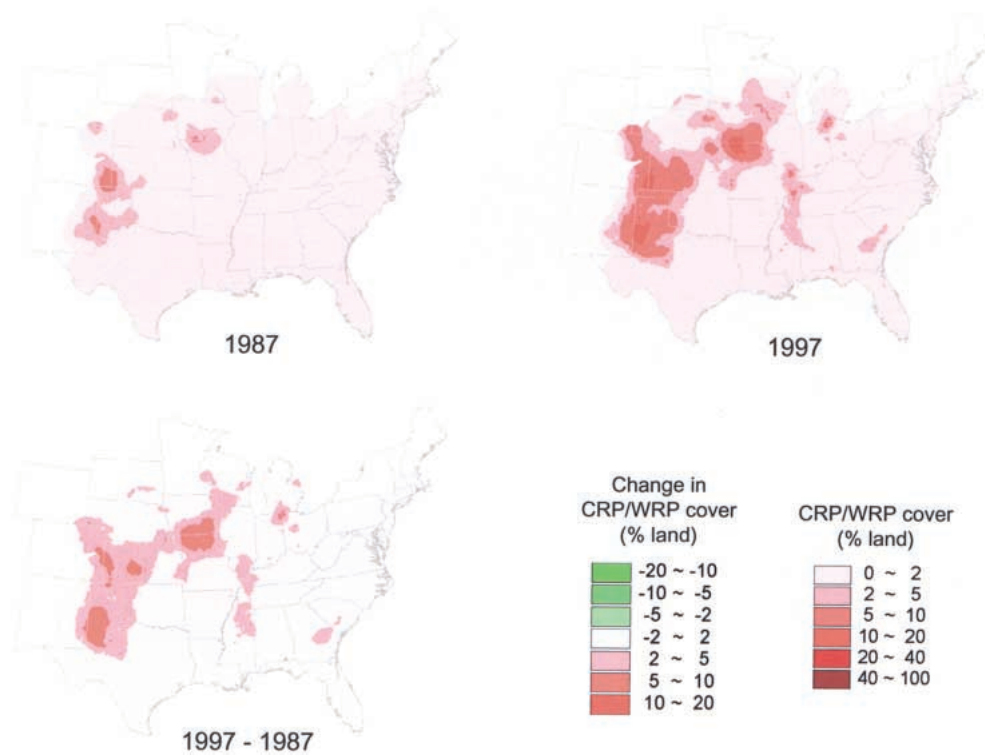 1987
1997
1997 - 1987
Change in
CRP/WRP cover
(% land)
-20 ~ -10
-10 ~ -5
-5 ~ -2
-2 ~ 2
2 ~ 5
5 ~ 10
10 ~ 20
CRP/WRP cover
(% land)
0 ~ 2
2 ~ 5
5 ~ 10
10 ~ 20
20 ~ 40
40 ~ 100